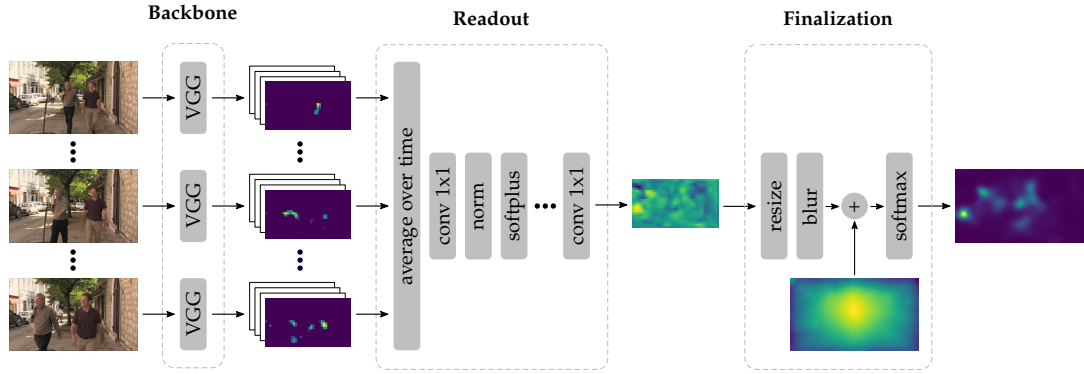 Backbone
Readout
Finalization
VGG
VGG
VGG
average over time
conv 1x1
norm
softplus
conv 1x1
resize
blur
+
softmax